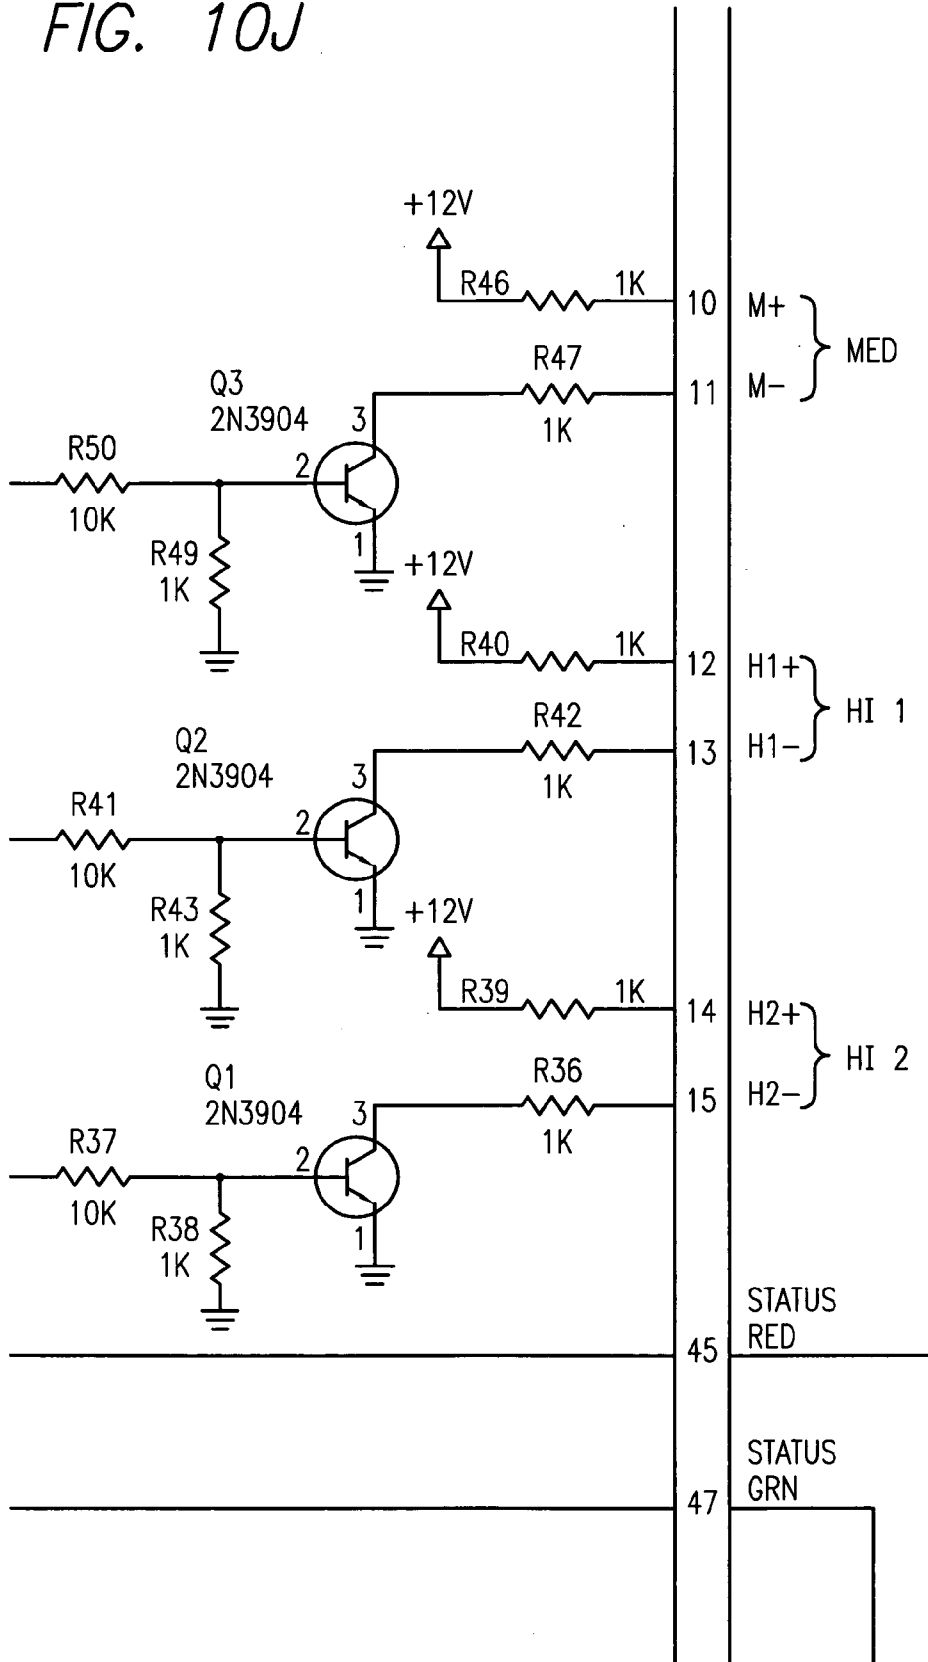 FIG. 10J
+12V
R46 1K 10 M+
MED
R47
11 M-
1K
Q3
2N3904
3
R50
2
10K
1
R49
1K
+12V
R40 1K 12 H1+
HI 1
R42
13 H1-
1K
Q2
2N3904
3
R41
2
10K
1
R43
1K
+12V
R39 1K 14 H2+
HI 2
R36
15 H2-
1K
Q1
2N3904
3
R37
2
10K
1
R38
1K
STATUS
RED
45
STATUS
GRN
47